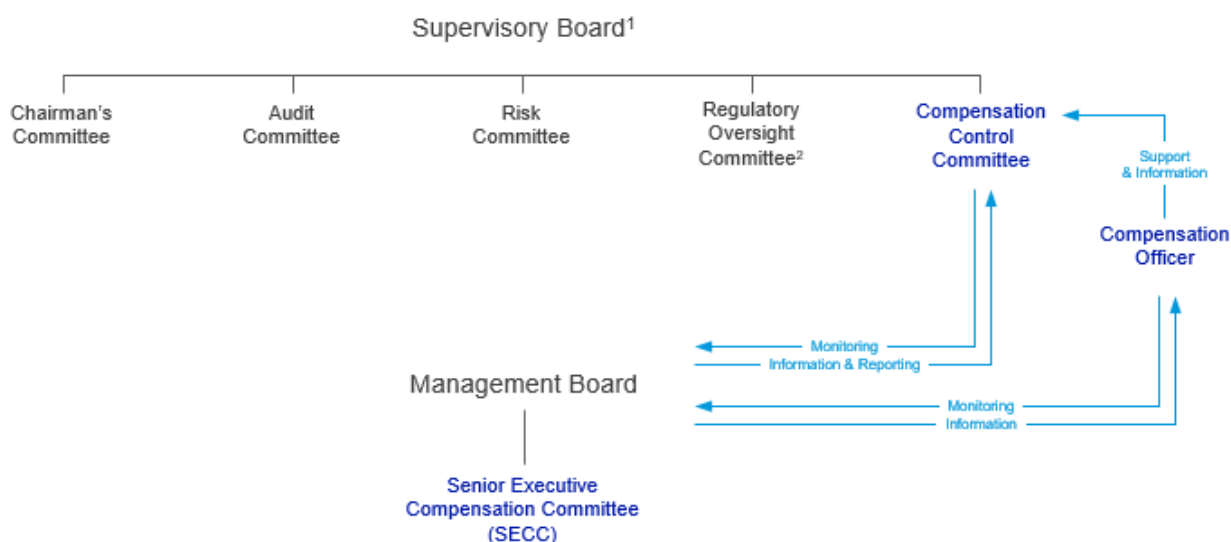 Supervisory Board¹
Chairman's
Committee
Audit
Committee
Risk
Committee
Regulatory
Oversight
Committee²
Compensation
Control
Committee
Support
& Information
Compensation
Officer
Monitoring
Information & Reporting
Management Board
Monitoring
Information
Senior Executive
Compensation Committee
(SECC)